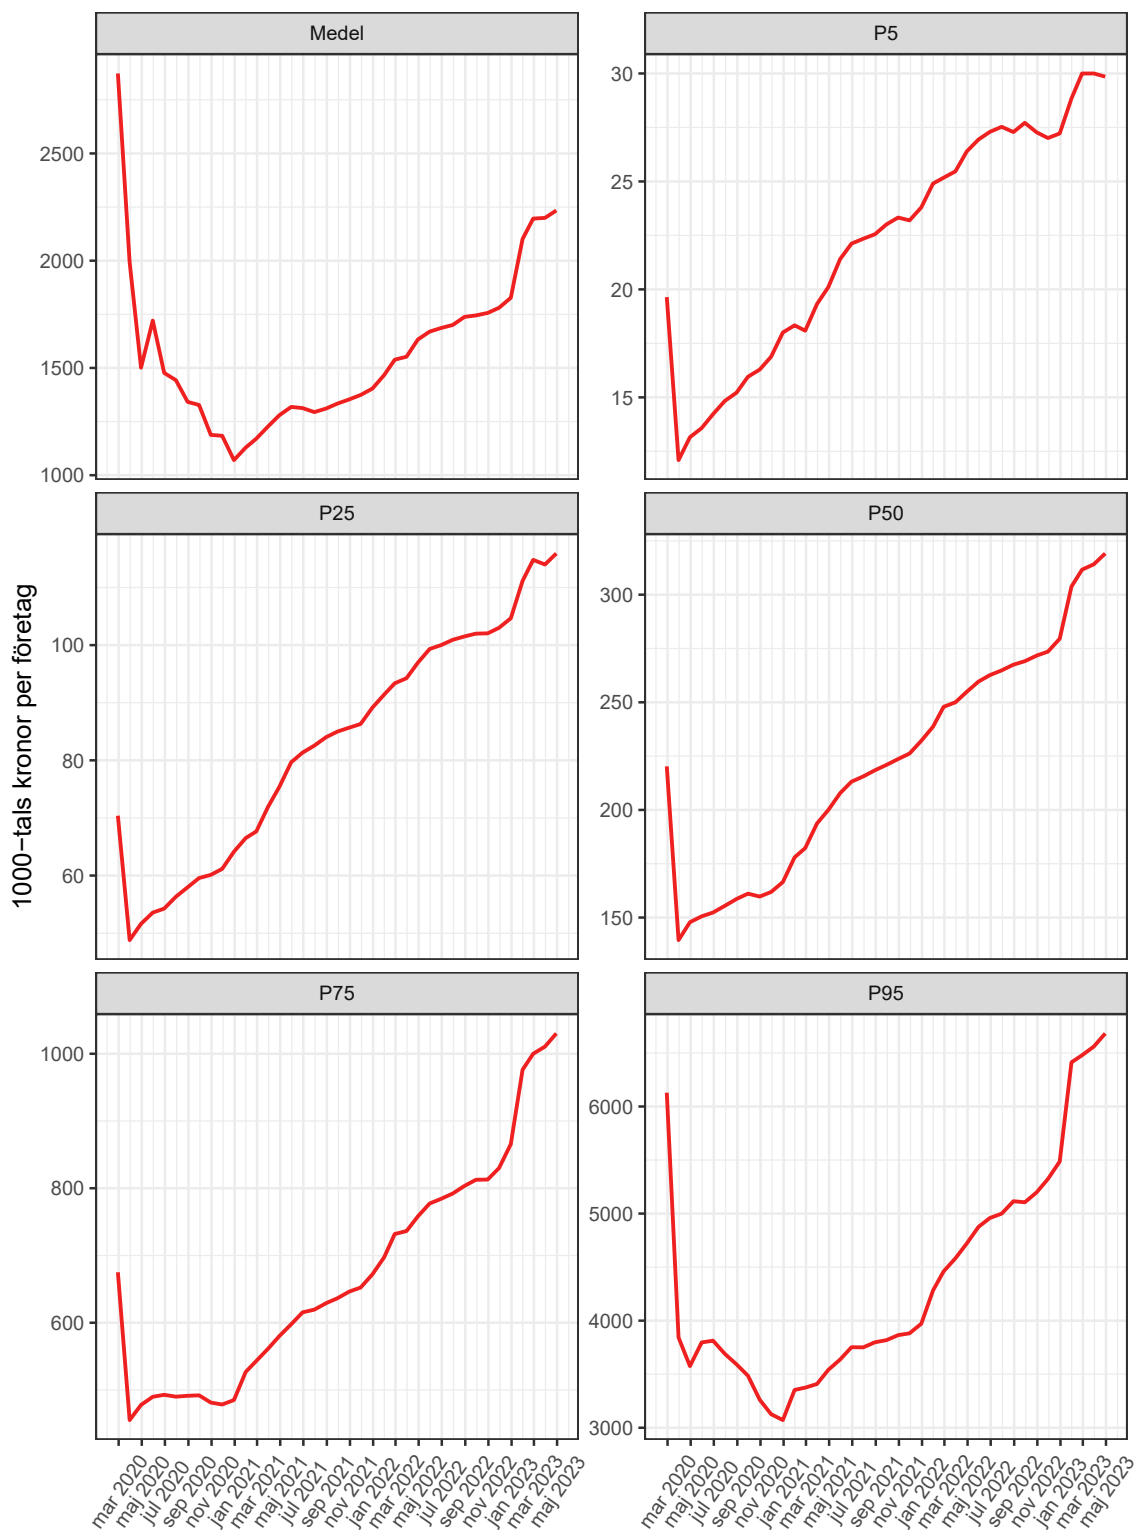 Medel
P5
2500
2000
1500
1000
30
25
20
15
P25
P50
1000−tals kronor per företag
100
80
60
300
250
200
150
P75
P95
1000
800
600
6000
5000
4000
3000
mar 2020
maj 2020
jul 2020
sep 2020
nov 2020
jan 2021
mar 2021
maj 2021
jul 2021
sep 2021
nov 2021
jan 2022
mar 2022
maj 2022
jul 2022
sep 2022
nov 2022
jan 2023
mar 2023
maj 2023
mar 2020
maj 2020
jul 2020
sep 2020
nov 2020
jan 2021
mar 2021
maj 2021
jul 2021
sep 2021
nov 2021
jan 2022
mar 2022
maj 2022
jul 2022
sep 2022
nov 2022
jan 2023
mar 2023
maj 2023